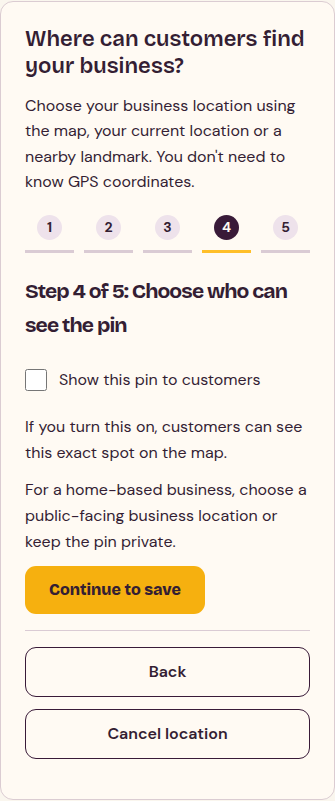 Where can customers find
your business?
Choose your business location using
the map, your current location or a
nearby landmark. You don't need to
know GPS coordinates.
1 2 3 4 5
Step 4 of 5: Choose who can
see the pin
Show this pin to customers
If you turn this on, customers can see
this exact spot on the map.
For a home-based business, choose a
public-facing business location or
keep the pin private.
Continue to save
Back
Cancel location